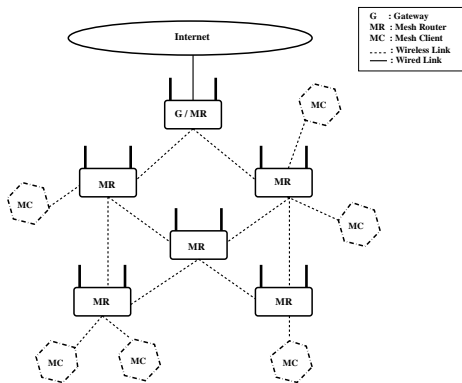 Internet
G : Gateway
MR : Mesh Router
MC : Mesh Client
: Wireless Link
: Wired Link
G / MR
MC
MR
MR
MC
MC
MR
MR
MR
MC
MC
MC